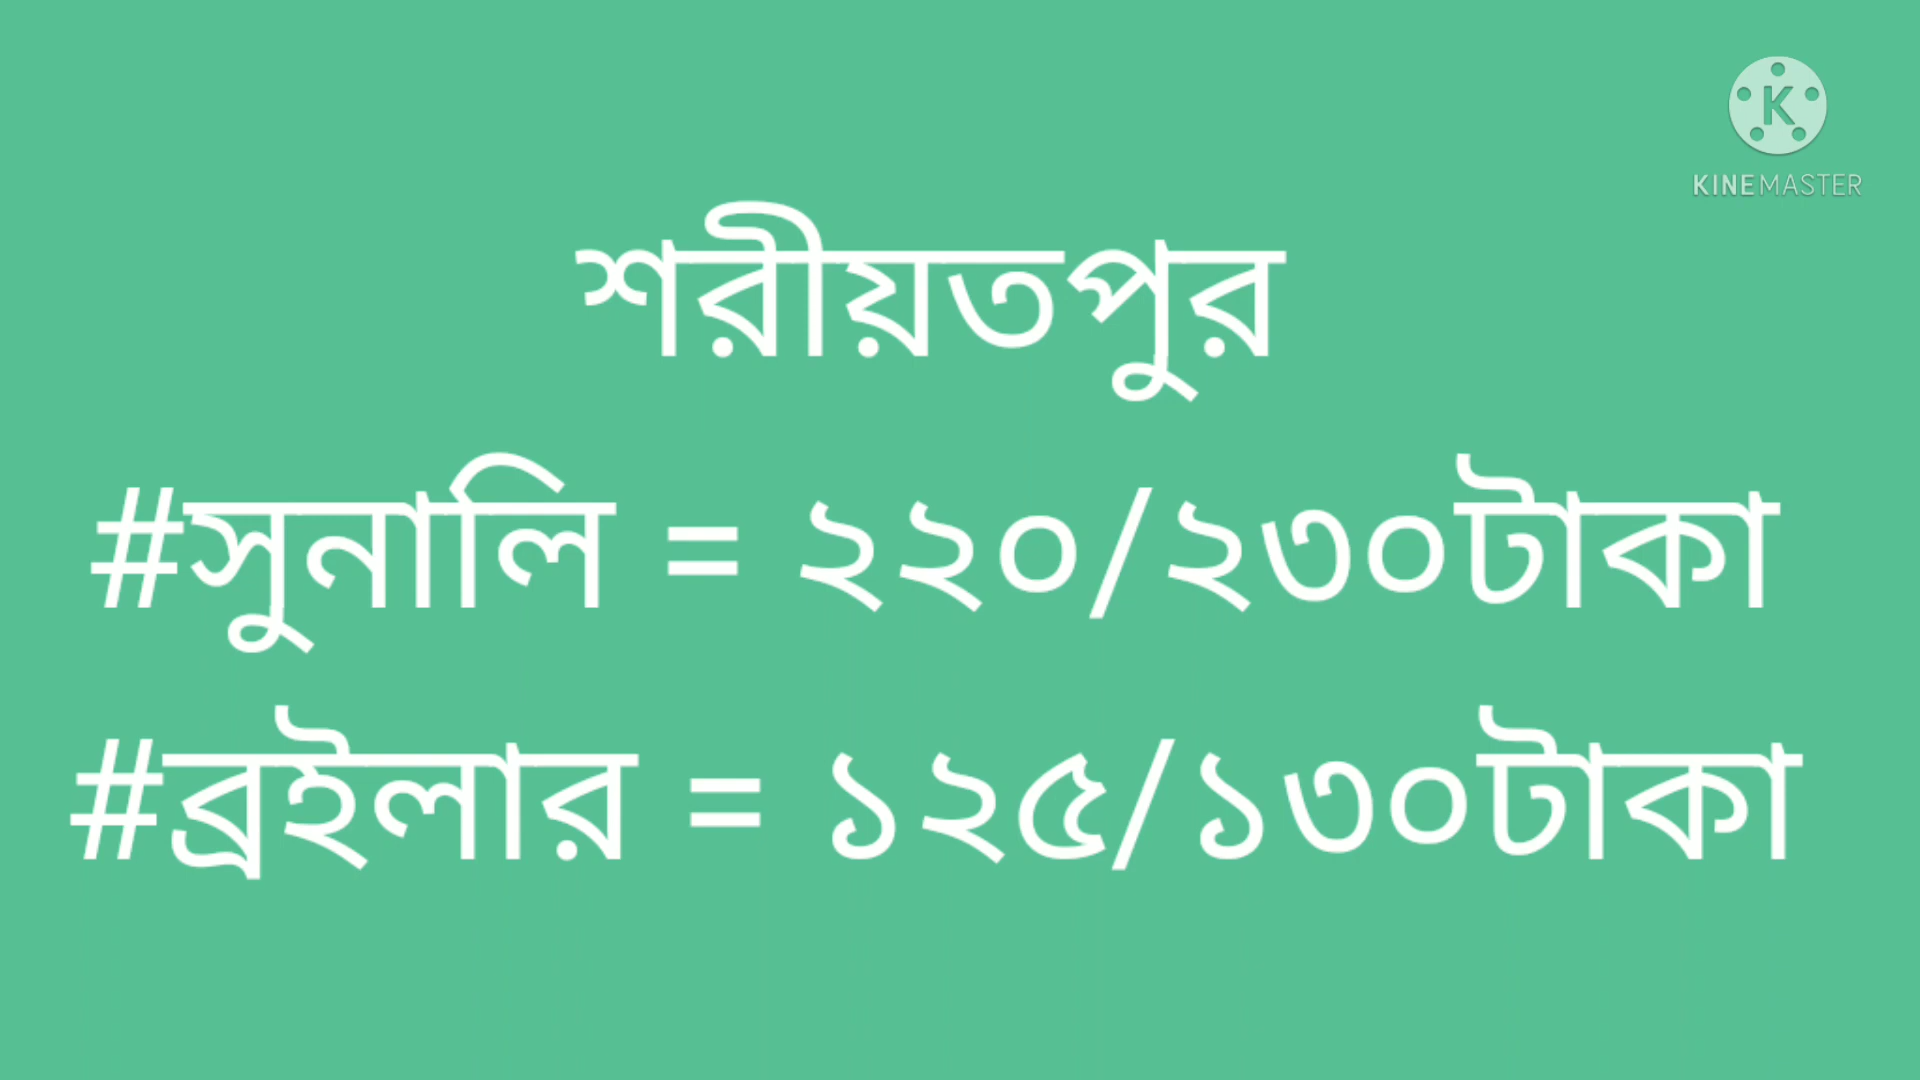 KINEMASTER
শরীয়তপুর
#সুনালি = ২২০/২৩০টাকা
#ব্রইলার = ১২৫/১৩০টাকা